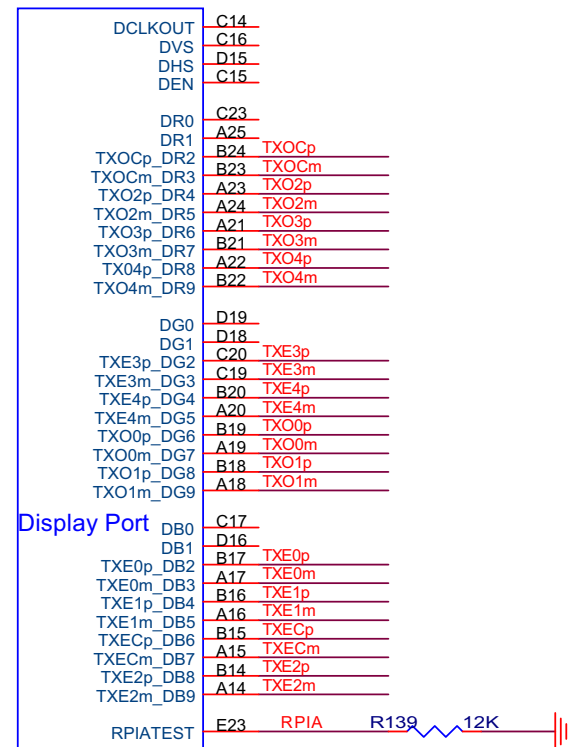 DCLKOUT C14
DVS C16
DHS D15
DEN C15
DR0 C23
DR1 A25
TXOCp_DR2 B24 TXOCp
TXOCm_DR3 B23 TXOCm
TXO2p_DR4 A23 TXO2p
TXO2m_DR5 A24 TXO2m
TXO3p_DR6 A21 TXO3p
TXO3m_DR7 B21 TXO3m
TX04p_DR8 A22 TXO4p
TXO4m_DR9 B22 TXO4m
DG0 D19
DG1 D18
TXE3p_DG2 C20 TXE3p
TXE3m_DG3 C19 TXE3m
TXE4p_DG4 B20 TXE4p
TXE4m_DG5 A20 TXE4m
TXO0p_DG6 B19 TXO0p
TXO0m_DG7 A19 TXO0m
TXO1p_DG8 B18 TXO1p
TXO1m_DG9 A18 TXO1m
Display Port
DB0 C17
DB1 D16
TXE0p_DB2 B17 TXE0p
TXE0m_DB3 A17 TXE0m
TXE1p_DB4 B16 TXE1p
TXE1m_DB5 A16 TXE1m
TXECp_DB6 B15 TXECp
TXECm_DB7 A15 TXECm
TXE2p_DB8 B14 TXE2p
TXE2m_DB9 A14 TXE2m
RPIATEST E23 RPIA R139 12K